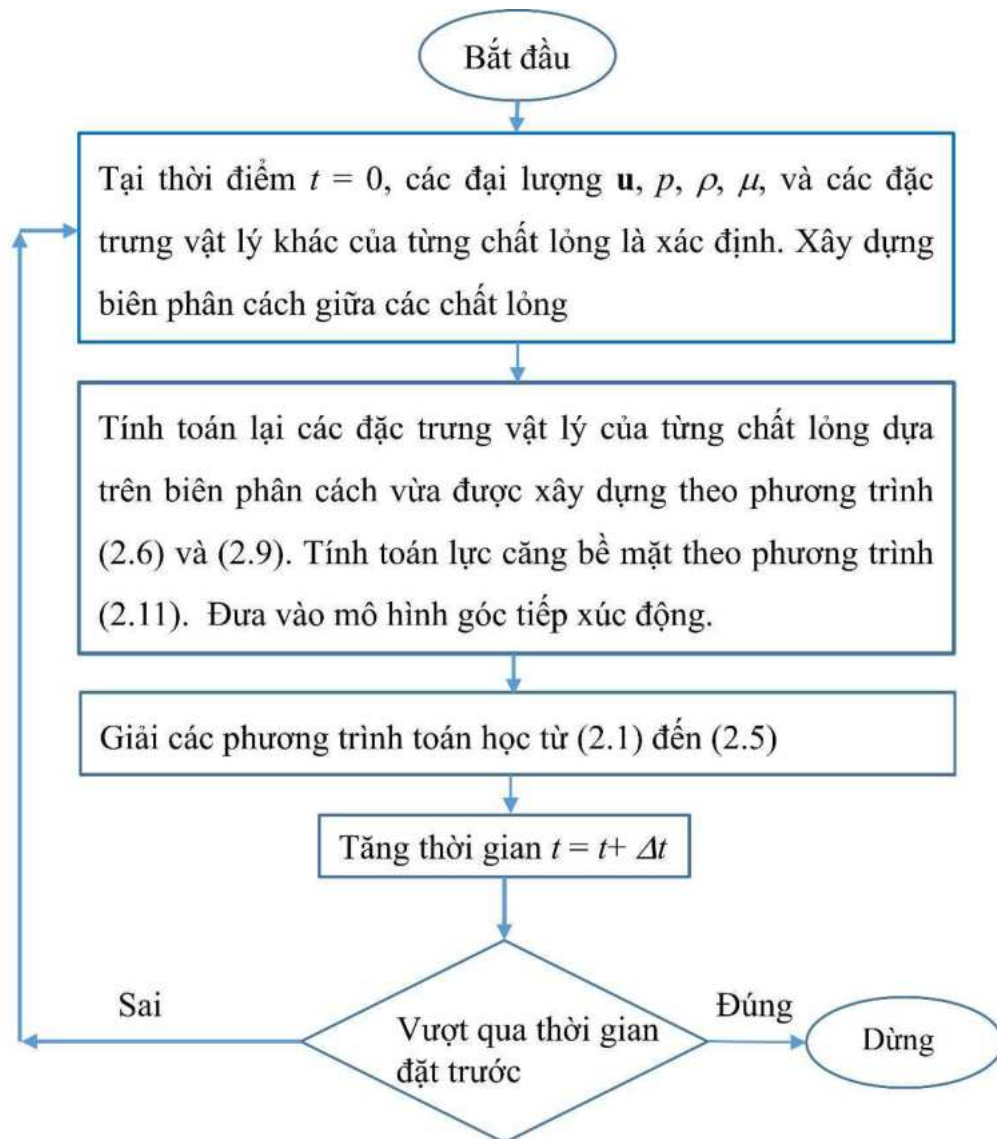 Bắt đầu
Tại thời điểm t = 0, các đại lượng u, p, ρ, μ, và các đặc
trưng vật lý khác của từng chất lỏng là xác định. Xây dựng
biên phân cách giữa các chất lỏng
Tính toán lại các đặc trưng vật lý của từng chất lỏng dựa
trên biên phân cách vừa được xây dựng theo phương trình
(2.6) và (2.9). Tính toán lực căng bề mặt theo phương trình
(2.11). Đưa vào mô hình góc tiếp xúc động.
Giải các phương trình toán học từ (2.1) đến (2.5)
Tăng thời gian t = t+ Δt
Sai
Đúng
Vượt qua thời gian
đặt trước
Dừng